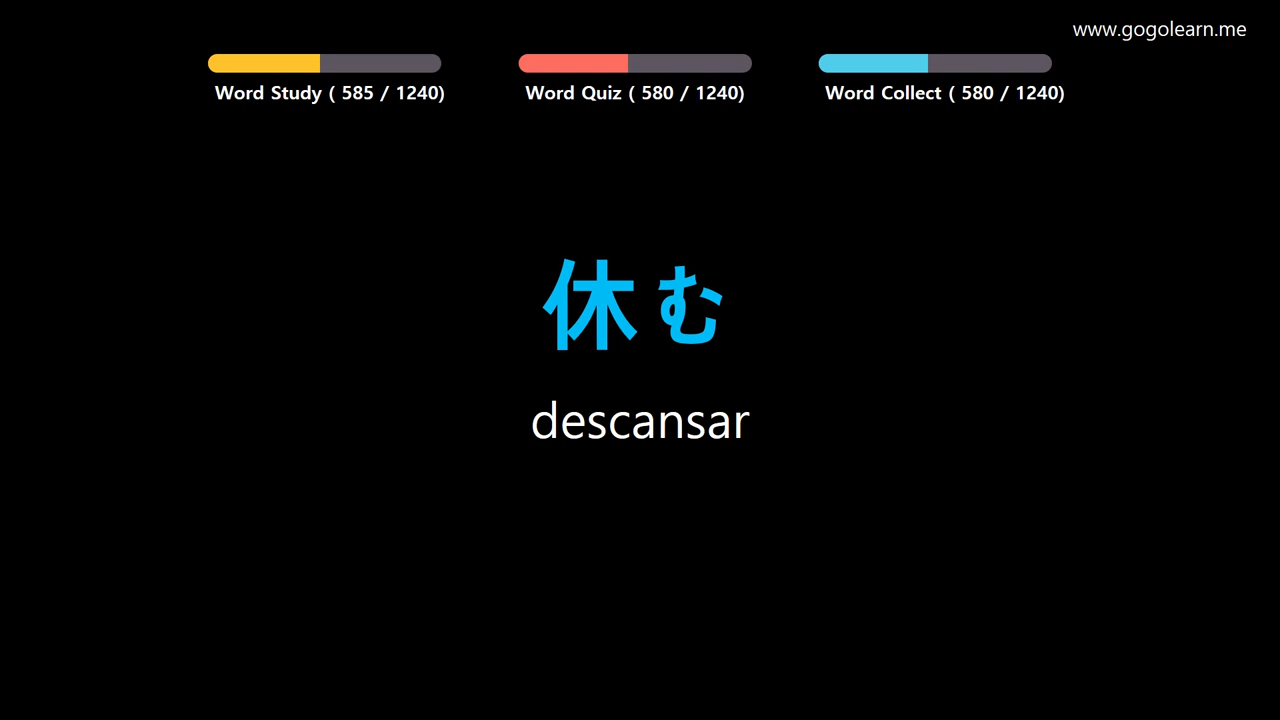 www.gogolearn.me
Word Study ( 585 / 1240)
Word Quiz ( 580 / 1240)
Word Collect ( 580 / 1240)
休む
descansar